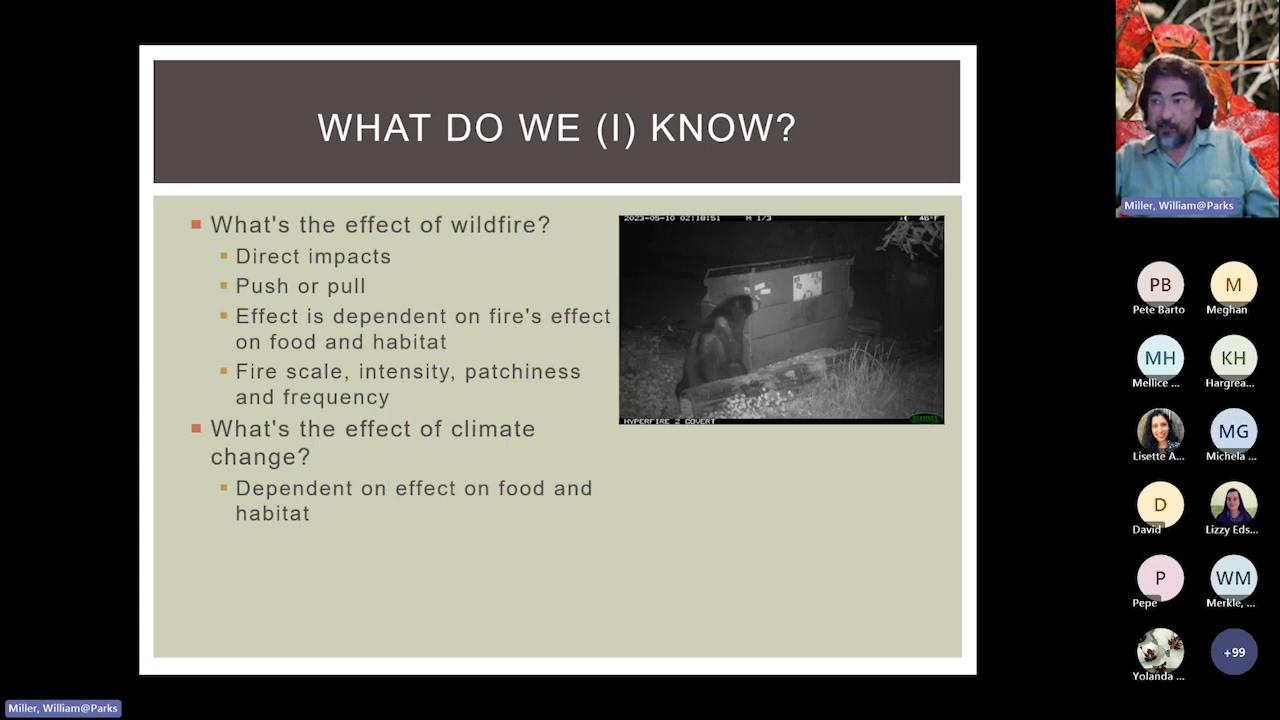 WHAT DO WE (I) KNOW?
What's the effect of wildfire?
Direct impacts
Push or pull
Effect is dependent on fire's effect
on food and habitat
Fire scale, intensity, patchiness
and frequency
What's the effect of climate
change?
Dependent on effect on food and
habitat
2023-05-10 02:18:51 M 1/3 46°F
HYPERFIRE 2 COVERT
RECONYX
Miller, William@Parks
PB
Pete Barto
M
Meghan
MH
Mellice ...
KH
Hargrea...
Lisette A...
MG
Michela ...
D
David
Lizzy Eds...
P
Pepe
WM
Merkle, ...
Yolanda ...
+99
Miller, William@Parks